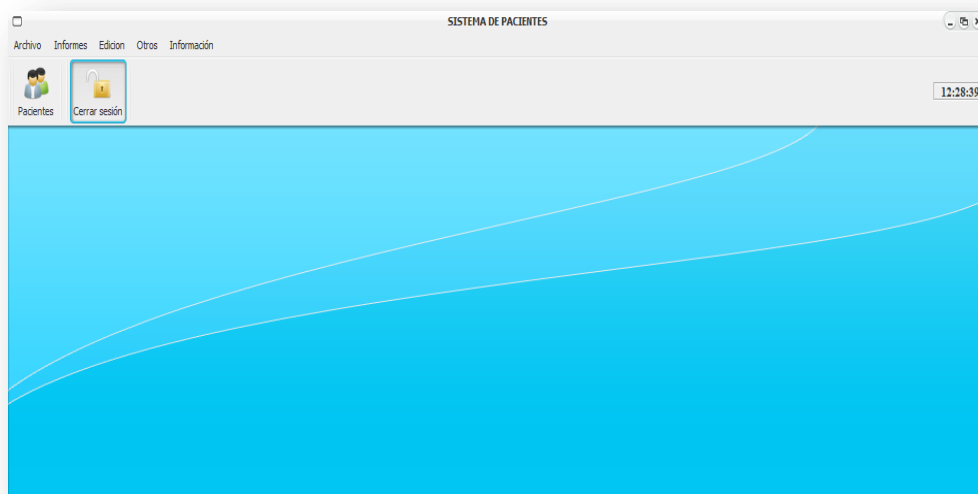 SISTEMA DE PACIENTES
Archivo Informes Edicion Otros Información
Pacientes Cerrar sesión
12:28:39